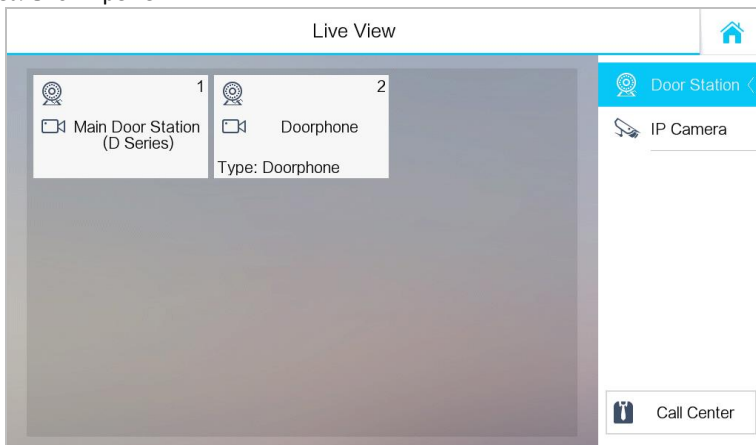 Live View
1
Main Door Station
(D Series)
2
Doorphone
Type: Doorphone
Door Station
IP Camera
Call Center